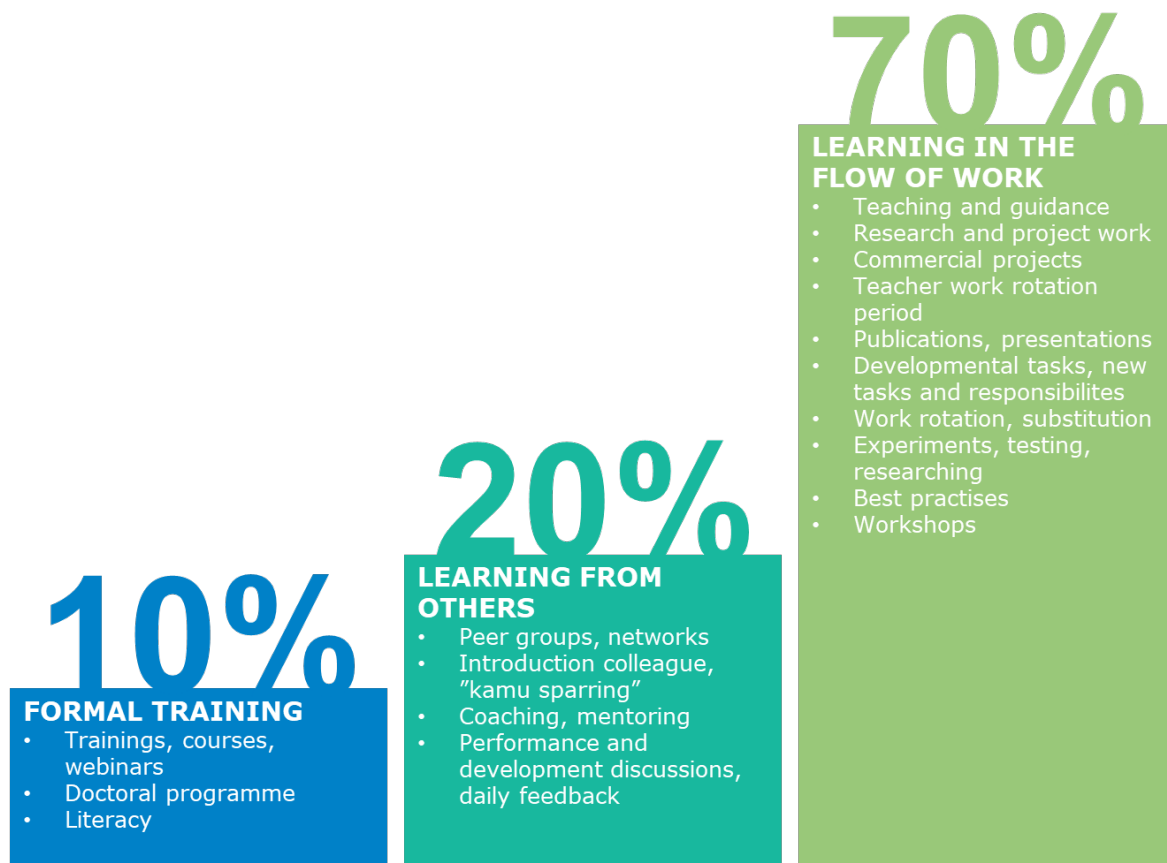 10%
FORMAL TRAINING
• Trainings, courses,
webinars
• Doctoral programme
• Literacy
20%
LEARNING FROM
OTHERS
• Peer groups, networks
• Introduction colleague,
”kamu sparring”
• Coaching, mentoring
• Performance and
development discussions,
daily feedback
70%
LEARNING IN THE
FLOW OF WORK
• Teaching and guidance
• Research and project work
• Commercial projects
• Teacher work rotation
period
• Publications, presentations
• Developmental tasks, new
tasks and responsibilites
• Work rotation, substitution
• Experiments, testing,
researching
• Best practises
• Workshops